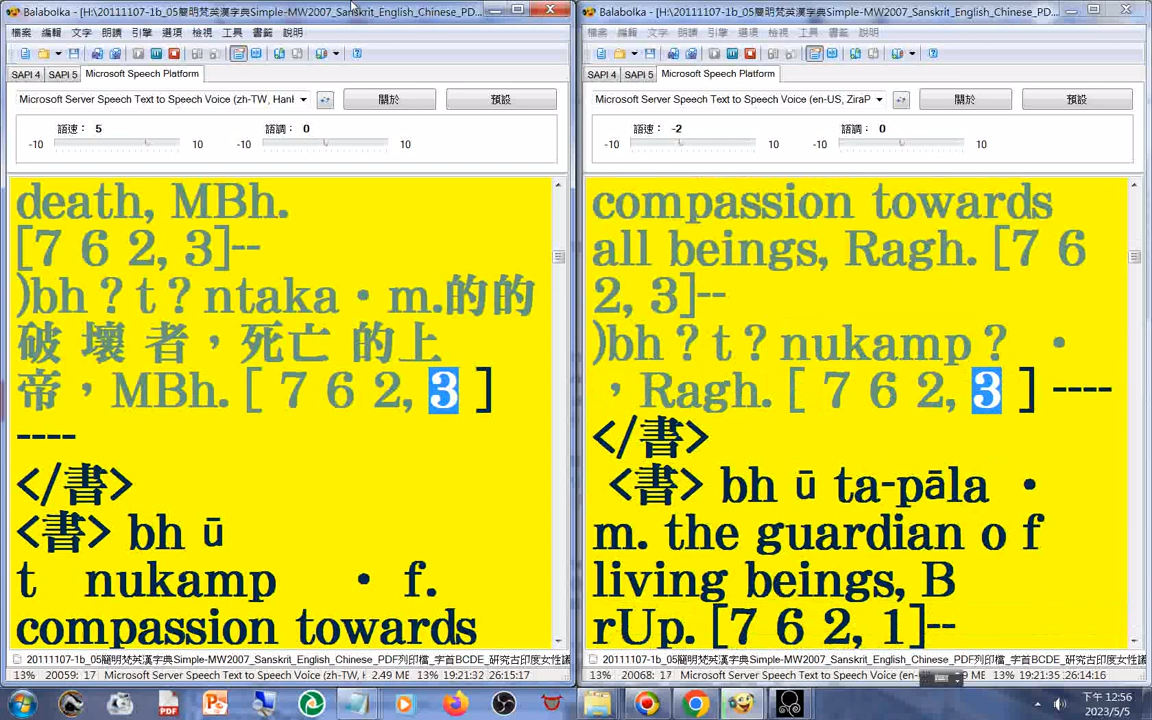 Balabolka - [H:\20111107-1b_05簡明梵英漢字典Simple-MW2007_Sanskrit_English_Chinese_PD...
檔案 編輯 文字 朗讀 引擎 選項 檢視 工具 書籤 說明
SAPI 4 SAPI 5 Microsoft Speech Platform
Microsoft Server Speech Text to Speech Voice (zh-TW, Hanl
關於
預設
語速： 5
語調： 0
-10 10 -10 10
death, MBh.
[7 6 2, 3]--
)bh？t？ntaka・m.的的
破 壞 者，死亡 的上
帝，MBh. [ 7 6 2, 3 ]
----
</書>
<書> bh ū
t nukamp ・ f.
compassion towards
20111107-1b_05簡明梵英漢字典Simple-MW2007_Sanskrit_English_Chinese_PDF列印檔_字首BCDE_研究古印度女性議
13% 20059: 17 Microsoft Server Speech Text to Speech Voice (zh-TW, H 2.49 MB 13% 19:21:32 26:15:17
Balabolka - [H:\20111107-1b_05簡明梵英漢字典Simple-MW2007_Sanskrit_English_Chinese_PD...
檔案 編輯 文字 朗讀 引擎 選項 檢視 工具 書籤 說明
SAPI 4 SAPI 5 Microsoft Speech Platform
Microsoft Server Speech Text to Speech Voice (en-US, ZiraP
關於
預設
語速： -2
語調： 0
-10 10 -10 10
compassion towards
all beings, Ragh. [7 6
2, 3]--
)bh？t？nukamp？ ・
，Ragh. [ 7 6 2, 3 ] ----
</書>
<書> bh ū ta-pāla ・
m. the guardian o f
living beings, B
rUp. [7 6 2, 1]--
20111107-1b_05簡明梵英漢字典Simple-MW2007_Sanskrit_English_Chinese_PDF列印檔_字首BCDE_研究古印度女性議
13% 20068: 17 Microsoft Server Speech Text to Speech Voice 13% 19:21:35 26:14:16
PDF
下午 12:56
2023/5/5